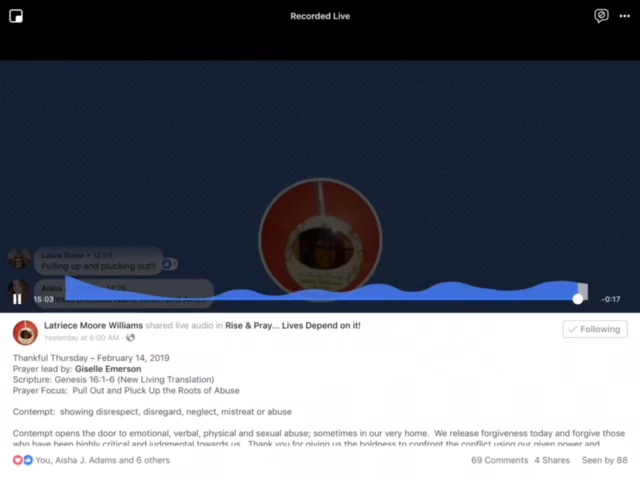 Recorded Live
Laura Rowe • 12:59
Pulling up and plucking out!!
Aisha
15:03
-0:17
Latriece Moore Williams shared live audio in Rise & Pray... Lives Depend on it!
Yesterday at 6:00 AM ·
Following
Thankful Thursday – February 14, 2019
Prayer lead by: Giselle Emerson
Scripture: Genesis 16:1-6 (New Living Translation)
Prayer Focus: Pull Out and Pluck Up the Roots of Abuse
Contempt: showing disrespect, disregard, neglect, mistreat or abuse
Contempt opens the door to emotional, verbal, physical and sexual abuse; sometimes in our very home. We release forgiveness today and forgive those
who have been highly critical and judgmental towards us. Thank you for giving us the boldness to confront the conflict using our given power and
You, Aisha J. Adams and 6 others
69 Comments 4 Shares Seen by 88